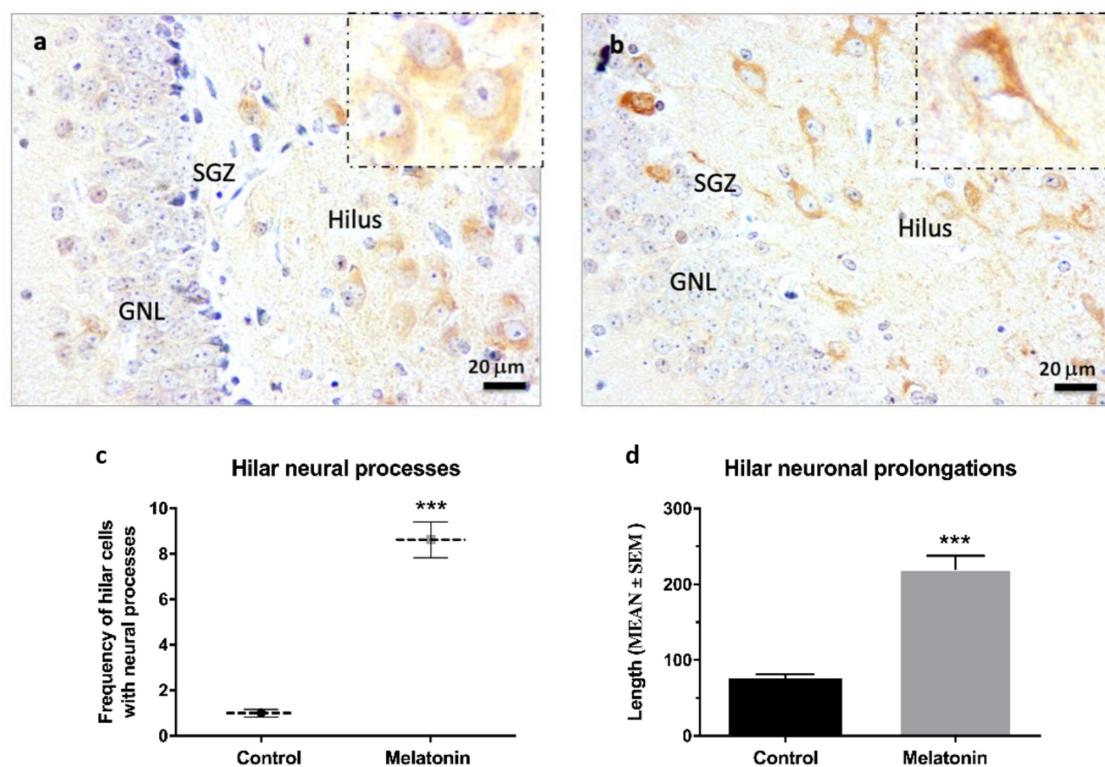 a
SGZ
Hilus
GNL
20 μm
b
SGZ
Hilus
GNL
20 μm
c
Hilar neural processes
Frequency of hilar cells
with neural processes
10
8
6
4
2
0
***
Control
Melatonin
d
Hilar neuronal prolongations
Length (MEAN ± SEM )
300
200
100
0
***
Control
Melatonin